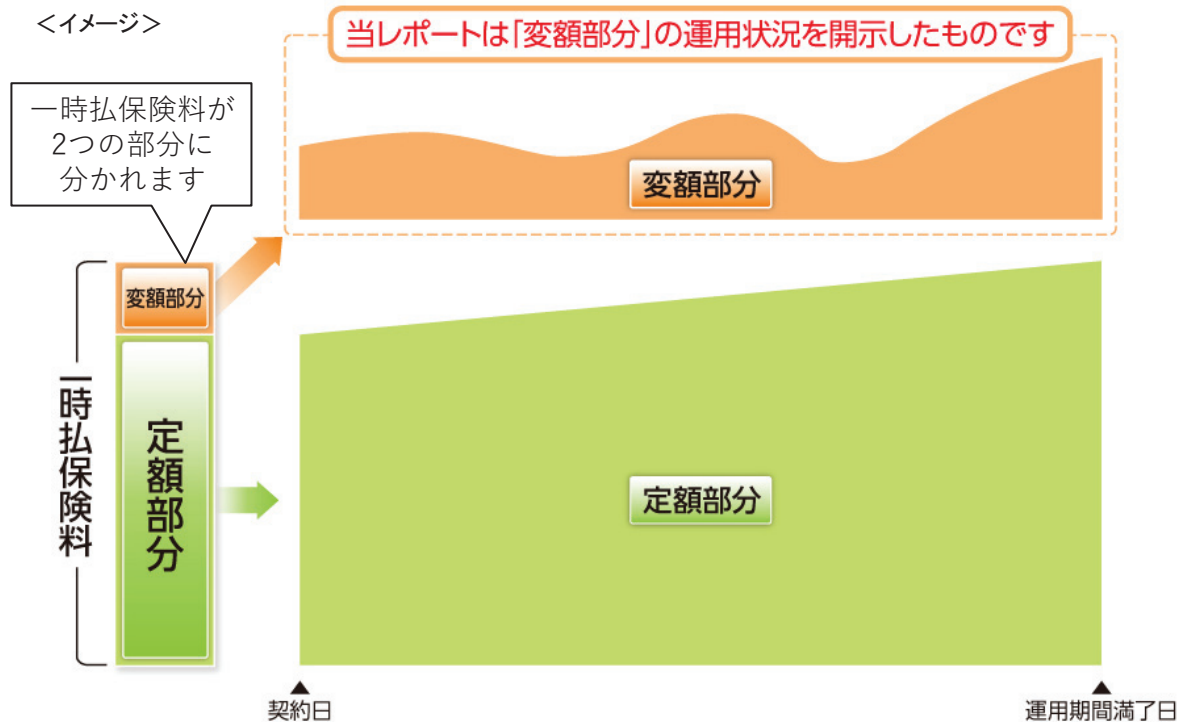 ＜イメージ＞
当レポートは「変額部分」の運用状況を開示したものです
一時払保険料が
2つの部分に
分かれます
変額部分
変額部分
一時払保険料
定額部分
定額部分
▲
契約日
▲
運用期間満了日